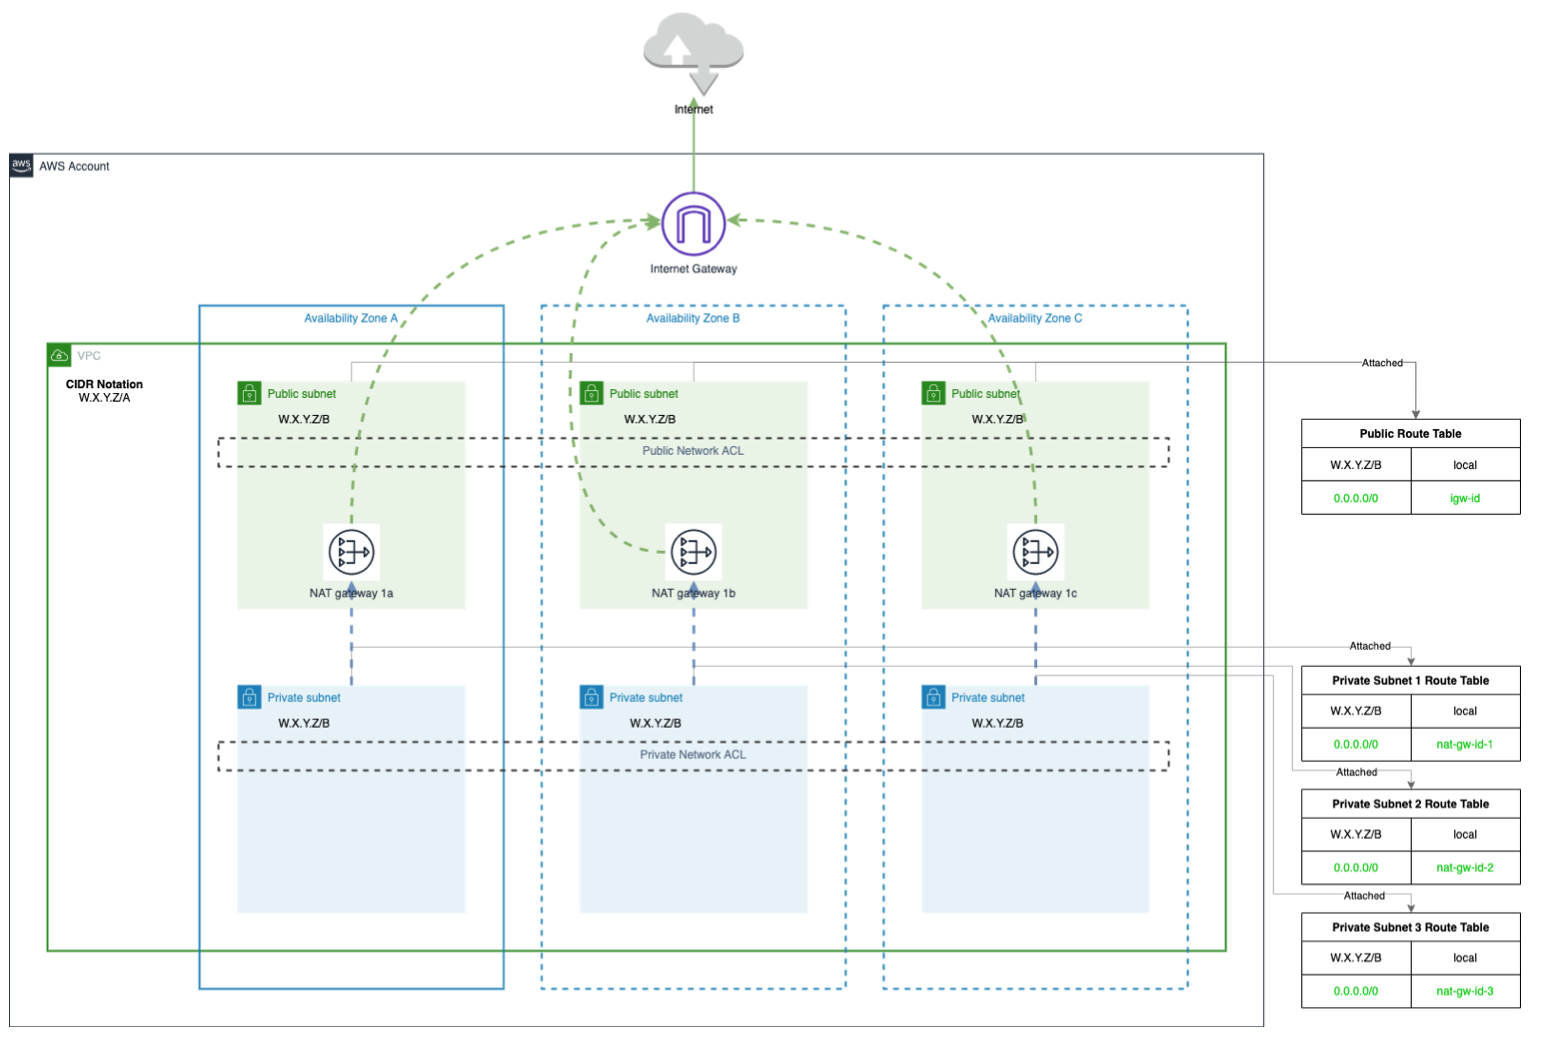 Internet
aws
AWS Account
Internet Gateway
Availability Zone A
Availability Zone B
Availability Zone C
VPC
CIDR Notation
W.X.Y.Z/A
Attached
Public subnet
W.X.Y.Z/B
Public subnet
W.X.Y.Z/B
Public subnet
W.X.Y.Z/B
Public Network ACL
NAT gateway 1a
NAT gateway 1b
NAT gateway 1c
Public Route Table
W.X.Y.Z/B local
0.0.0.0/0 igw-id
Private subnet
W.X.Y.Z/B
Private subnet
W.X.Y.Z/B
Private subnet
W.X.Y.Z/B
Private Network ACL
Attached
Private Subnet 1 Route Table
W.X.Y.Z/B local
0.0.0.0/0 nat-gw-id-1
Attached
Private Subnet 2 Route Table
W.X.Y.Z/B local
0.0.0.0/0 nat-gw-id-2
Attached
Private Subnet 3 Route Table
W.X.Y.Z/B local
0.0.0.0/0 nat-gw-id-3